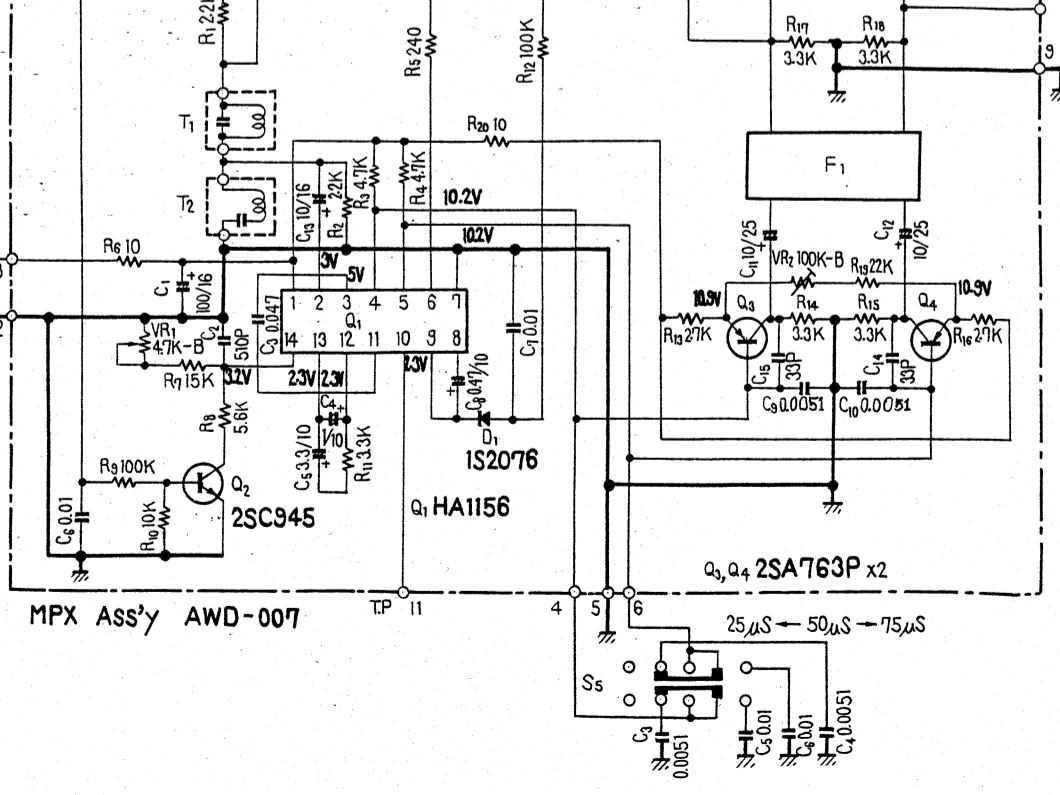 R1 2.2K
R5 240
R12 100K
R17
3.3K
R18
3.3K
9
T1
R20 10
F1
T2
C13 10/16
R2 2.2K
R3 4.7K
R4 4.7K
10.2V
10.2V
C11 10/25
C12
10/25
R6 10
3V
5V
VR2 100K-B
R19 22K
C1
100/16
C3 0.047
1 2 3 4 5 6 7
Q1
14 13 12 11 10 9 8
10.9V
Q3
R14
3.3K
R15
3.3K
Q4
10.9V
VR1
4.7K-B
C2
510P
C7 0.01
R13 2.7K
R16 2.7K
R7 15K
3.2V
2.3V
2.3V
2.3V
C8 0.47/10
C15
33P
C14
33P
C9 0.0051
C10 0.0051
R8
5.6K
C4
1/10
D1
1S2076
C5 3.3/10
R11 3.3K
R9 100K
Q2
2SC945
Q1 HA1156
C6 0.01
R10 10K
Q3, Q4 2SA763P x2
T.P 11
4
5
6
MPX Ass'y AWD-007
25µS ← 50µS → 75µS
S5
C3
0.0051
C5 0.01
C6 0.01
C4 0.0051